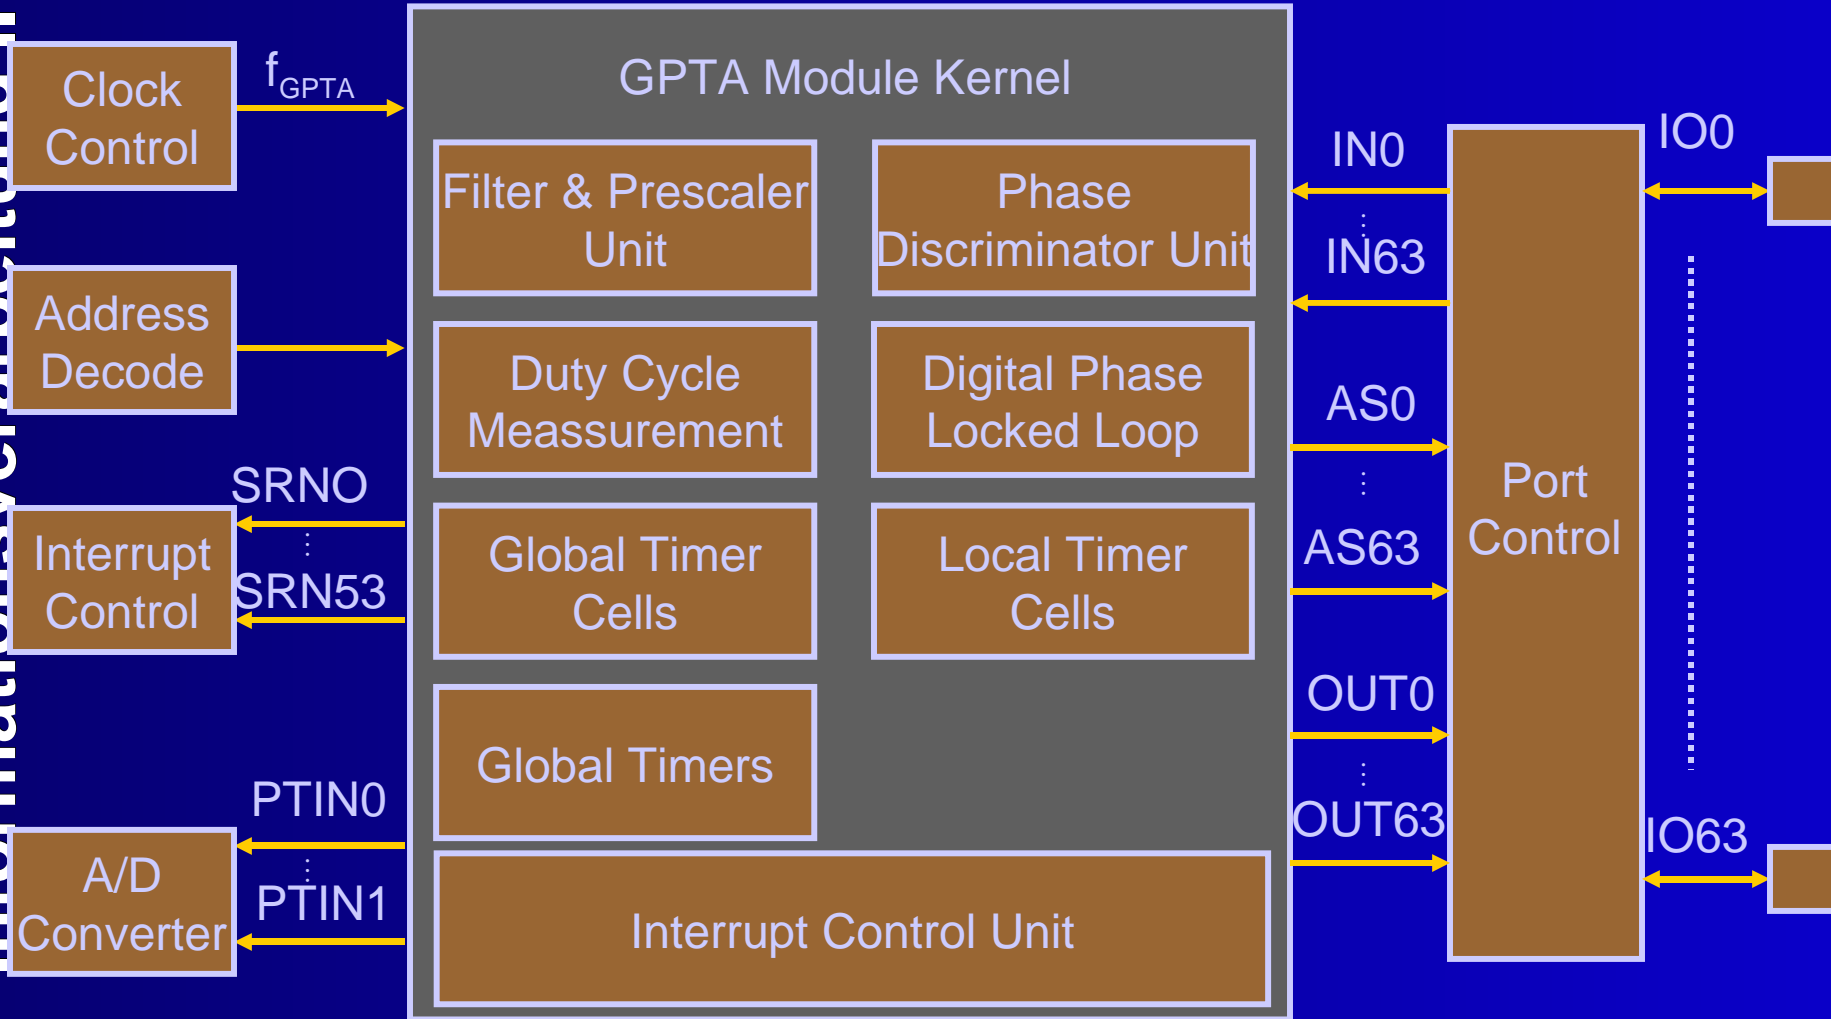 Clock
Control
fGPTA
Address
Decode
SRNO
Interrupt
Control
SRN53
PTIN0
A/D
Converter
PTIN1
GPTA Module Kernel
Filter & Prescaler
Unit
Phase
Discriminator Unit
Duty Cycle
Meassurement
Digital Phase
Locked Loop
Global Timer
Cells
Local Timer
Cells
Global Timers
Interrupt Control Unit
IN0
IN63
AS0
AS63
OUT0
OUT63
Port
Control
IO0
IO63